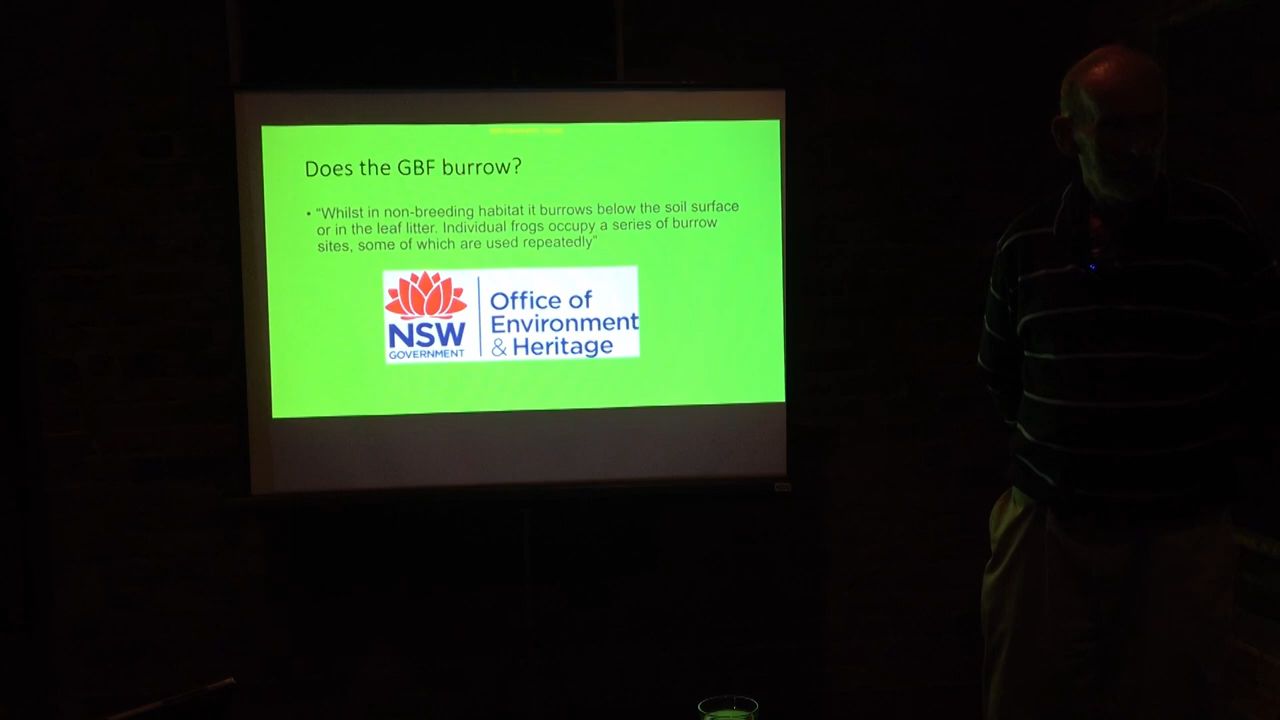 Does the GBF burrow?
• “Whilst in non-breeding habitat it burrows below the soil surface
or in the leaf litter. Individual frogs occupy a series of burrow
sites, some of which are used repeatedly”
NSW
GOVERNMENT
Office of
Environment
& Heritage